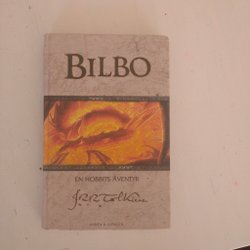 BILBO
EN HOBBITS ÄVENTYR
J.R.R. Tolkien